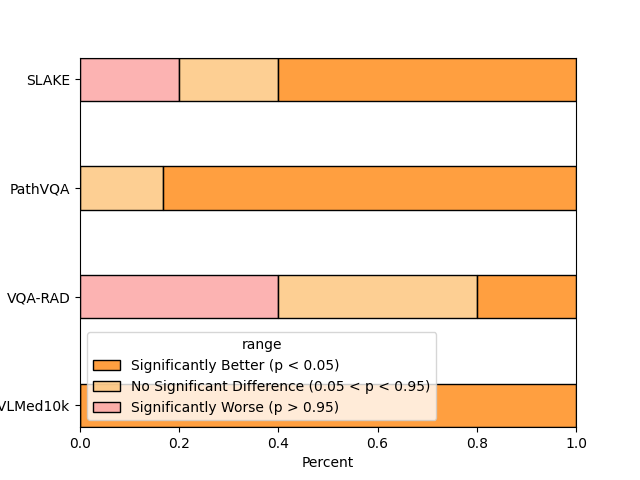 SLAKE
PathVQA
VQA-RAD
VLMed10k
range
Significantly Better (p < 0.05)
No Significant Difference (0.05 < p < 0.95)
Significantly Worse (p > 0.95)
0.0 0.2 0.4 0.6 0.8 1.0
Percent